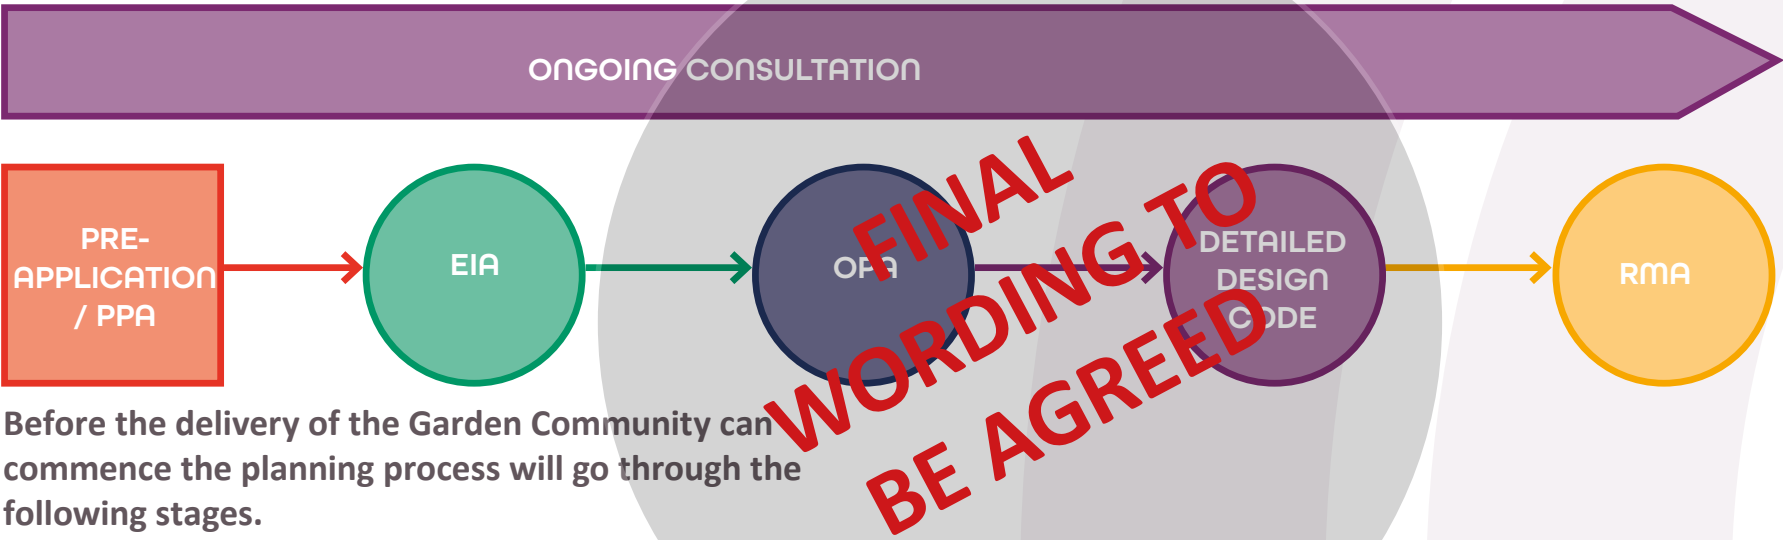 ONGOING CONSULTATION
PRE-
APPLICATION
/ PPA
EIA
OPA
DETAILED
DESIGN
CODE
RMA
FINAL
WORDING TO
BE AGREED
Before the delivery of the Garden Community can
commence the planning process will go through the
following stages.